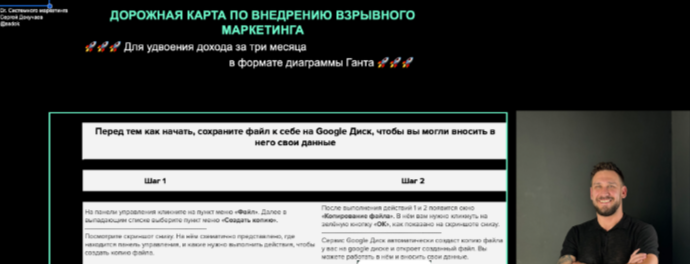 Dr. Системного маркетинга
Сергей
ДОРОЖНАЯ КАРТА ПО ВНЕДРЕНИЮ ВЗРЫВНОГО
МАРКЕТИНГА
🚀🚀🚀 Для удвоения дохода за три месяца
в формате диаграммы Ганта 🚀🚀🚀
Перед тем как начать, сохраните файл к себе на Google Диск, чтобы вы могли вносить в
него свои данные
Шаг 1
Шаг 2
На панели управления кликните на пункт меню «Файл». Далее в
выпадающем списке выберите пункт меню «Создать копию».
Посмотрите скриншот снизу. На нём схематично представлено, где
находится панель управления, и какие нужно выполнить действия, чтобы
создать копию файла.
После выполнения действий 1 и 2 появится окно
«Копирование файла». В нём вам нужно кликнуть на
зелёную кнопку «ОК», как показано на скриншоте снизу.
Сервис Google Диск автоматически создаст копию файла
у вас на google диске и откроет созданный файл. Вы
можете работать в нём и вносить свои данные.